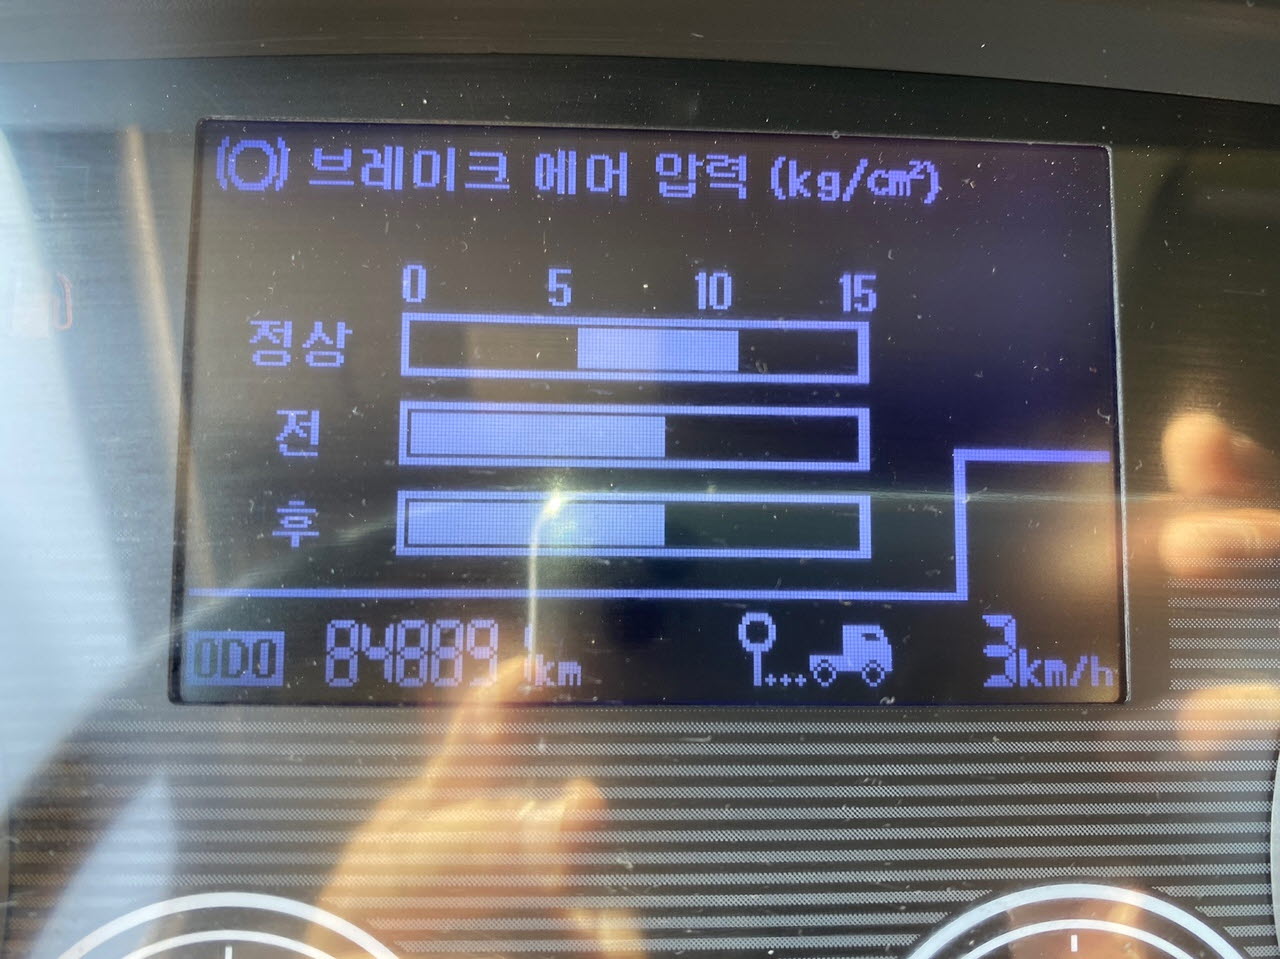 브레이크 에어 압력 (kg/cm²)
0 5 10 15
정상
전
후
ODO 84889 km 3km/h